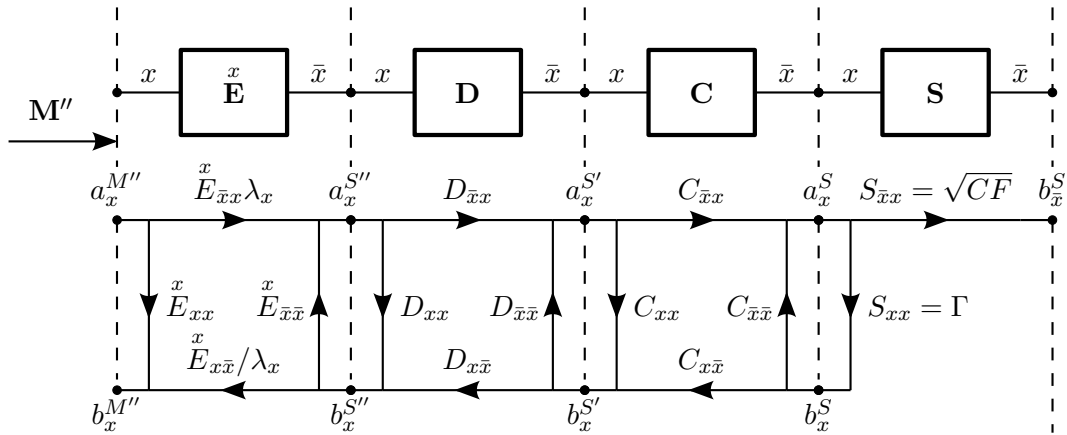 x x̄ x x̄ x x̄ x x̄
x
E D C S
M″
x
a_x^{M″} E_{x̄x}λ_x a_x^{S″} D_{x̄x} a_x^{S′} C_{x̄x} a_x^S S_{x̄x} = √CF b_{x̄}^S
x x
E_{xx} E_{x̄x̄} D_{xx} D_{x̄x̄} C_{xx} C_{x̄x̄} S_{xx} = Γ
x
E_{xx̄}/λ_x D_{xx̄} C_{xx̄}
b_x^{M″} b_x^{S″} b_x^{S′} b_x^S